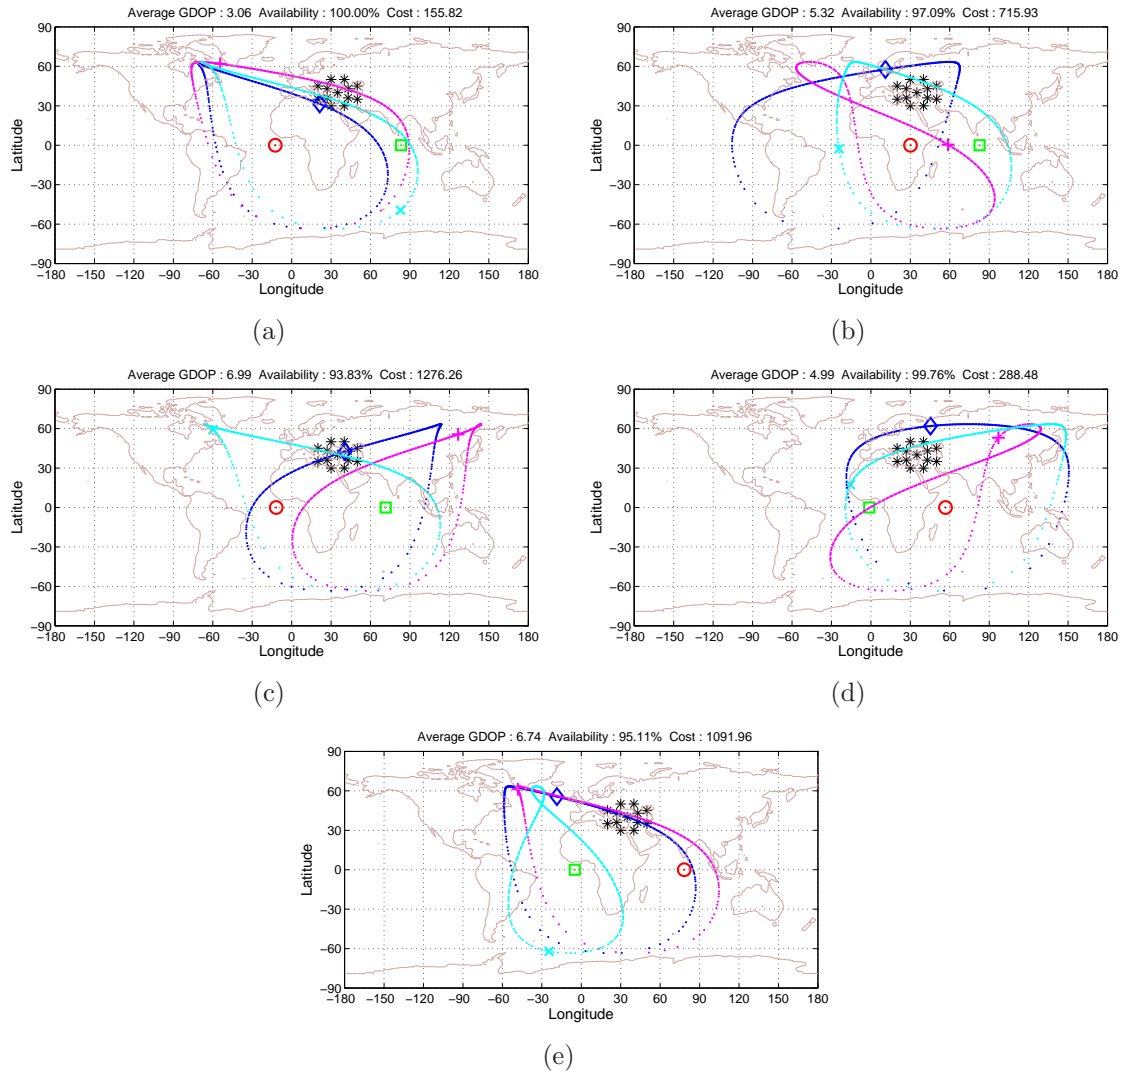 Average GDOP : 3.06 Availability : 100.00% Cost : 155.82
90
60
30
0
−30
−60
−90
Latitude
−180 −150 −120 −90 −60 −30 0 30 60 90 120 150 180
Longitude
(a)
Average GDOP : 5.32 Availability : 97.09% Cost : 715.93
90
60
30
0
−30
−60
−90
Latitude
−180 −150 −120 −90 −60 −30 0 30 60 90 120 150 180
Longitude
(b)
Average GDOP : 6.99 Availability : 93.83% Cost : 1276.26
90
60
30
0
−30
−60
−90
Latitude
−180 −150 −120 −90 −60 −30 0 30 60 90 120 150 180
Longitude
(c)
Average GDOP : 4.99 Availability : 99.76% Cost : 288.48
90
60
30
0
−30
−60
−90
Latitude
−180 −150 −120 −90 −60 −30 0 30 60 90 120 150 180
Longitude
(d)
Average GDOP : 6.74 Availability : 95.11% Cost : 1091.96
90
60
30
0
−30
−60
−90
Latitude
−180 −150 −120 −90 −60 −30 0 30 60 90 120 150 180
Longitude
(e)